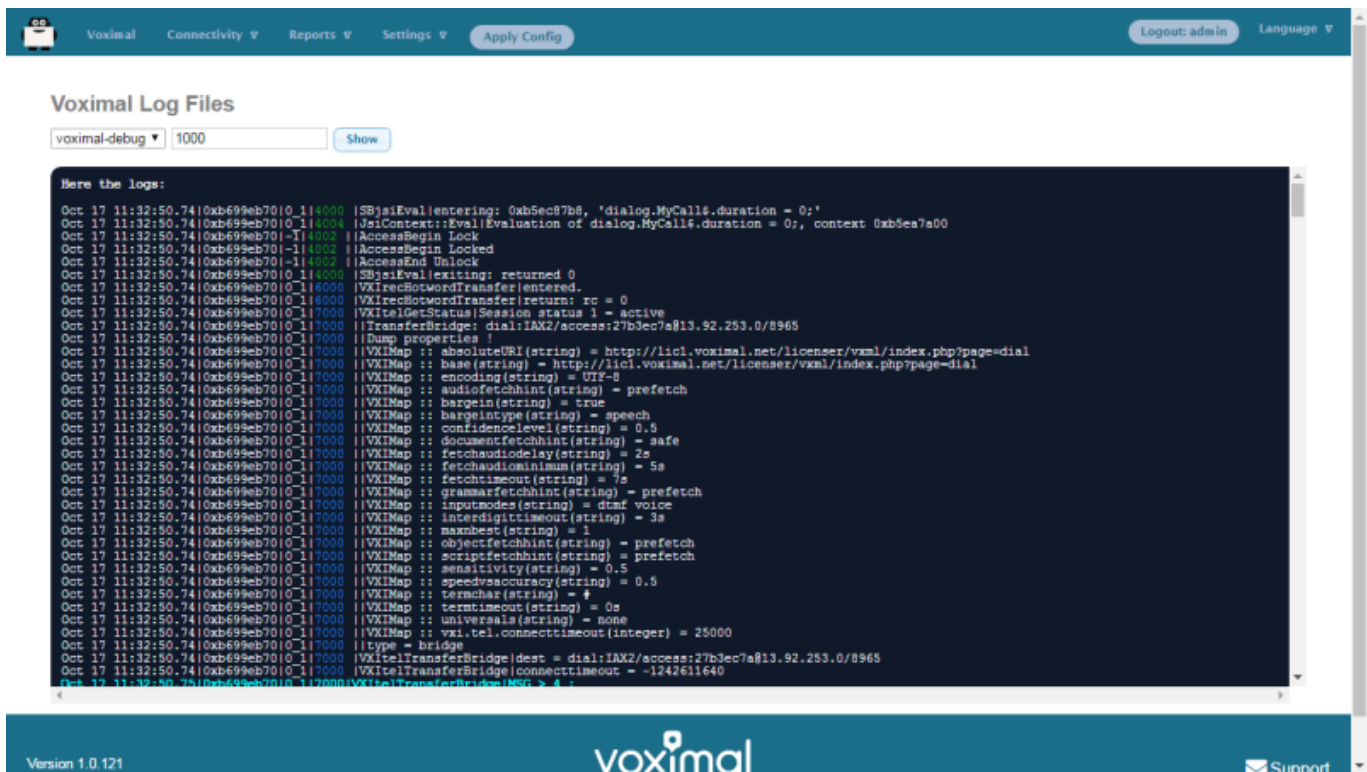 Voximal Connectivity ∇ Reports ∇ Settings ∇ Apply Config Logout: admin Language ∇
Voximal Log Files
voximal-debug ▼ 1000 Show
Here the logs:
Oct 17 11:32:50.74|0xb699eb70|0_1|4000 |SBjsiEval|entering: 0xb5ec87b8, 'dialog.MyCall$.duration = 0;'
Oct 17 11:32:50.74|0xb699eb70|0_1|4004 |JsiContext::Eval|Evaluation of dialog.MyCall$.duration = 0;, context 0xb5ea7a00
Oct 17 11:32:50.74|0xb699eb70|-1|4002 ||AccessBegin Lock
Oct 17 11:32:50.74|0xb699eb70|-1|4002 ||AccessBegin Locked
Oct 17 11:32:50.74|0xb699eb70|-1|4002 ||AccessEnd Unlock
Oct 17 11:32:50.74|0xb699eb70|0_1|4000 |SBjsiEval|exiting: returned 0
Oct 17 11:32:50.74|0xb699eb70|0_1|6000 |VXIrecHotwordTransfer|entered.
Oct 17 11:32:50.74|0xb699eb70|0_1|6000 |VXIrecHotwordTransfer|return: rc = 0
Oct 17 11:32:50.74|0xb699eb70|0_1|7000 |VXItelGetStatus|Session status 1 = active
Oct 17 11:32:50.74|0xb699eb70|0_1|7000 ||TransferBridge: dial:IAX2/access:27b3ec7a@13.92.253.0/8965
Oct 17 11:32:50.74|0xb699eb70|0_1|7000 ||Dump properties !
Oct 17 11:32:50.74|0xb699eb70|0_1|7000 ||VXIMap :: absoluteURI(string) = http://lic1.voximal.net/licenser/vxml/index.php?page=dial
Oct 17 11:32:50.74|0xb699eb70|0_1|7000 ||VXIMap :: base(string) = http://lic1.voximal.net/licenser/vxml/index.php?page=dial
Oct 17 11:32:50.74|0xb699eb70|0_1|7000 ||VXIMap :: encoding(string) = UTF-8
Oct 17 11:32:50.74|0xb699eb70|0_1|7000 ||VXIMap :: audiofetchhint(string) = prefetch
Oct 17 11:32:50.74|0xb699eb70|0_1|7000 ||VXIMap :: bargein(string) = true
Oct 17 11:32:50.74|0xb699eb70|0_1|7000 ||VXIMap :: bargeintype(string) = speech
Oct 17 11:32:50.74|0xb699eb70|0_1|7000 ||VXIMap :: confidencelevel(string) = 0.5
Oct 17 11:32:50.74|0xb699eb70|0_1|7000 ||VXIMap :: documentfetchhint(string) = safe
Oct 17 11:32:50.74|0xb699eb70|0_1|7000 ||VXIMap :: fetchaudiodelay(string) = 2s
Oct 17 11:32:50.74|0xb699eb70|0_1|7000 ||VXIMap :: fetchaudiominimum(string) = 5s
Oct 17 11:32:50.74|0xb699eb70|0_1|7000 ||VXIMap :: fetchtimeout(string) = 7s
Oct 17 11:32:50.74|0xb699eb70|0_1|7000 ||VXIMap :: grammarfetchhint(string) = prefetch
Oct 17 11:32:50.74|0xb699eb70|0_1|7000 ||VXIMap :: inputmodes(string) = dtmf voice
Oct 17 11:32:50.74|0xb699eb70|0_1|7000 ||VXIMap :: interdigittimeout(string) = 3s
Oct 17 11:32:50.74|0xb699eb70|0_1|7000 ||VXIMap :: maxnbest(string) = 1
Oct 17 11:32:50.74|0xb699eb70|0_1|7000 ||VXIMap :: objectfetchhint(string) = prefetch
Oct 17 11:32:50.74|0xb699eb70|0_1|7000 ||VXIMap :: scriptfetchhint(string) = prefetch
Oct 17 11:32:50.74|0xb699eb70|0_1|7000 ||VXIMap :: sensitivity(string) = 0.5
Oct 17 11:32:50.74|0xb699eb70|0_1|7000 ||VXIMap :: speedvsaccuracy(string) = 0.5
Oct 17 11:32:50.74|0xb699eb70|0_1|7000 ||VXIMap :: termchar(string) = #
Oct 17 11:32:50.74|0xb699eb70|0_1|7000 ||VXIMap :: termtimeout(string) = 0s
Oct 17 11:32:50.74|0xb699eb70|0_1|7000 ||VXIMap :: universals(string) = none
Oct 17 11:32:50.74|0xb699eb70|0_1|7000 ||VXIMap :: vxi.tel.connecttimeout(integer) = 25000
Oct 17 11:32:50.74|0xb699eb70|0_1|7000 ||type = bridge
Oct 17 11:32:50.74|0xb699eb70|0_1|7000 |VXItelTransferBridge|dest = dial:IAX2/access:27b3ec7a@13.92.253.0/8965
Oct 17 11:32:50.74|0xb699eb70|0_1|7000 |VXItelTransferBridge|connecttimeout = -1242611640
Oct 17 11:32:50.75|0xb699eb70|0_1|7000|VXItelTransferBridge|MSG > 4 :
Version 1.0.121 voximal Support